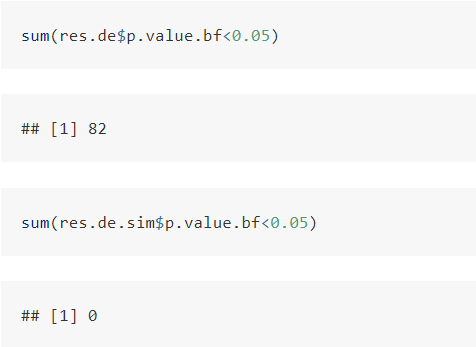 sum(res.de$p.value.bf<0.05)
## [1] 82
sum(res.de.sim$p.value.bf<0.05)
## [1] 0